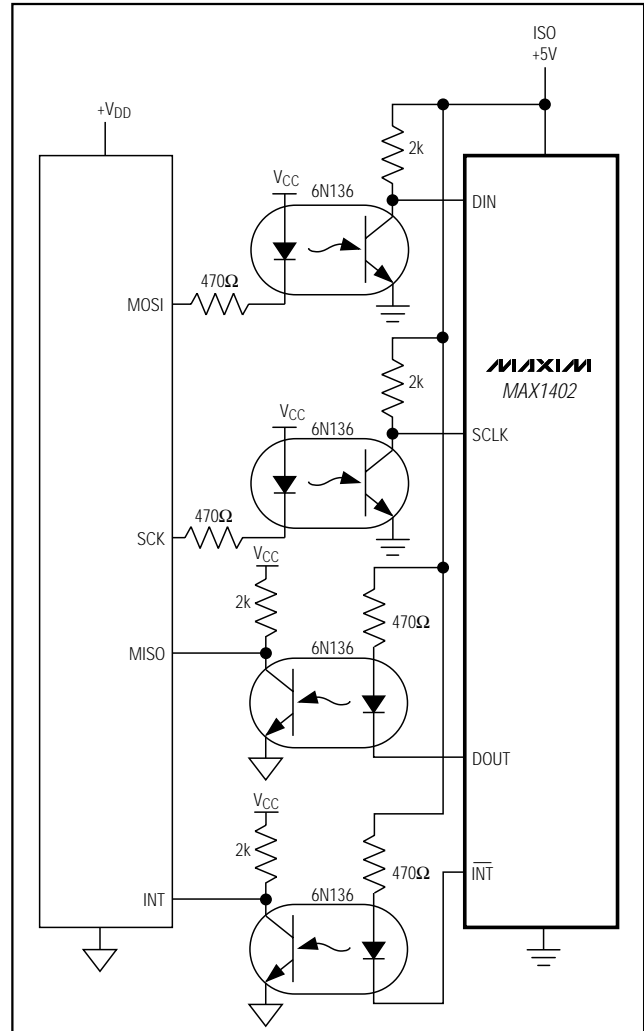 ISO
+5V
+VDD
2k
VCC
6N136
DIN
470Ω
MOSI
2k
MAXIM
MAX1402
VCC
6N136
SCLK
470Ω
SCK
VCC
2k
470Ω
6N136
MISO
DOUT
VCC
2k
470Ω
INT
6N136
INT